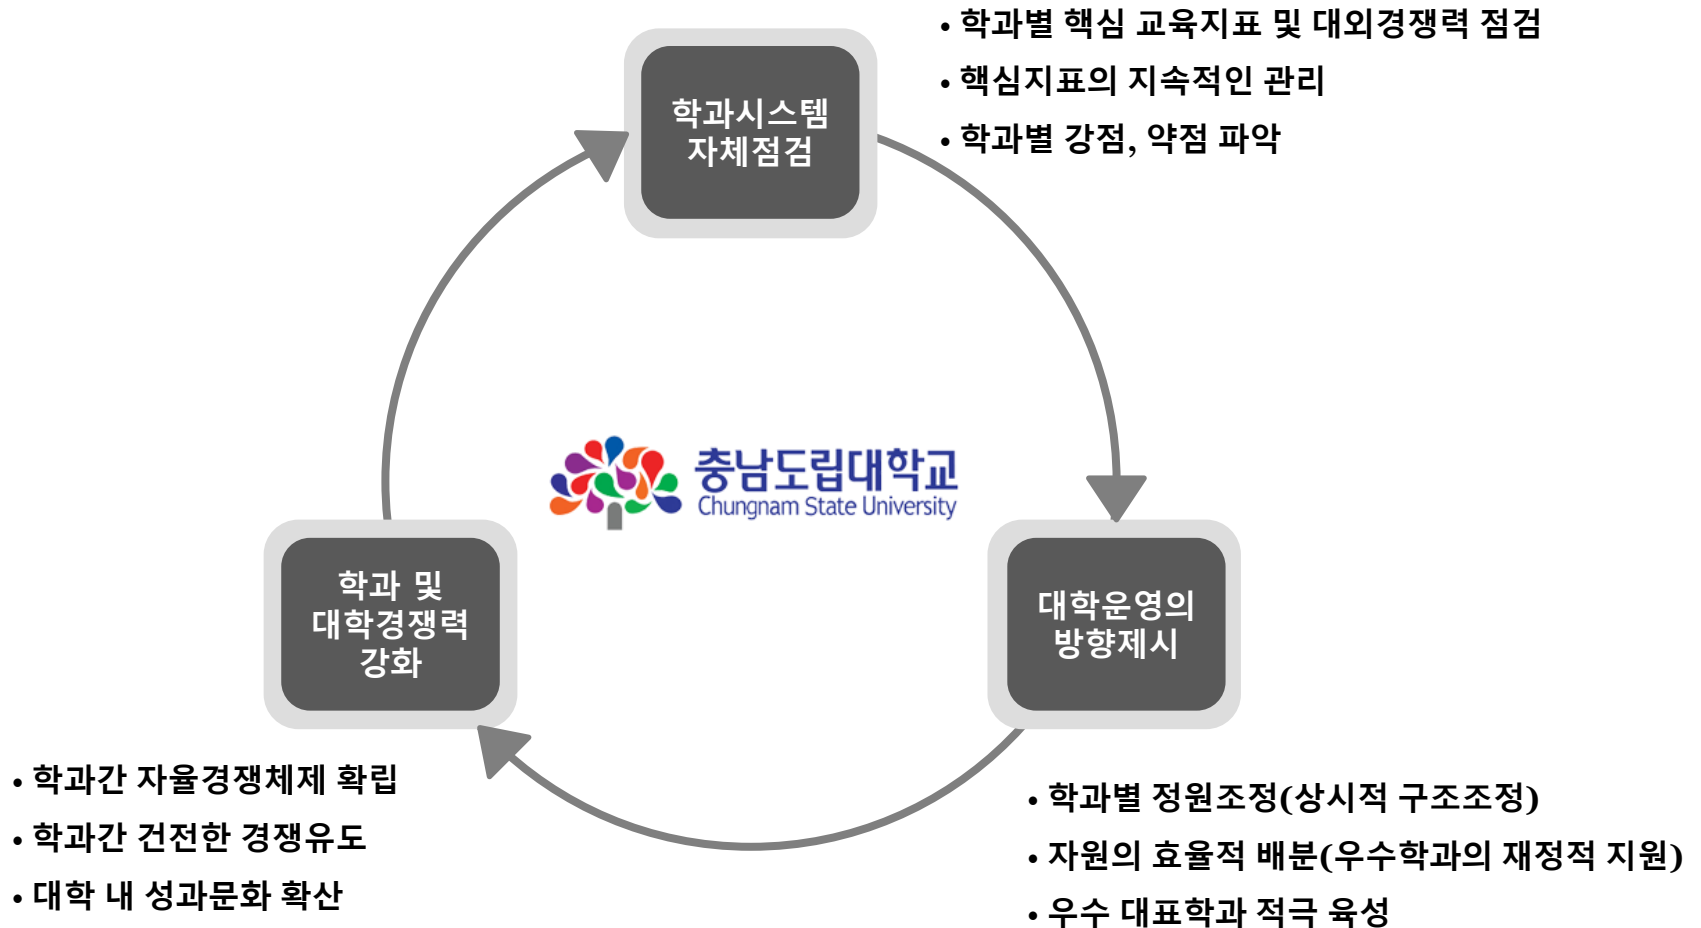 • 학과별 핵심 교육지표 및 대외경쟁력 점검
• 핵심지표의 지속적인 관리
• 학과별 강점, 약점 파악
학과시스템
자체점검
충남도립대학교
Chungnam State University
학과 및
대학경쟁력
강화
대학운영의
방향제시
• 학과간 자율경쟁체제 확립
• 학과간 건전한 경쟁유도
• 대학 내 성과문화 확산
• 학과별 정원조정(상시적 구조조정)
• 자원의 효율적 배분(우수학과의 재정적 지원)
• 우수 대표학과 적극 육성